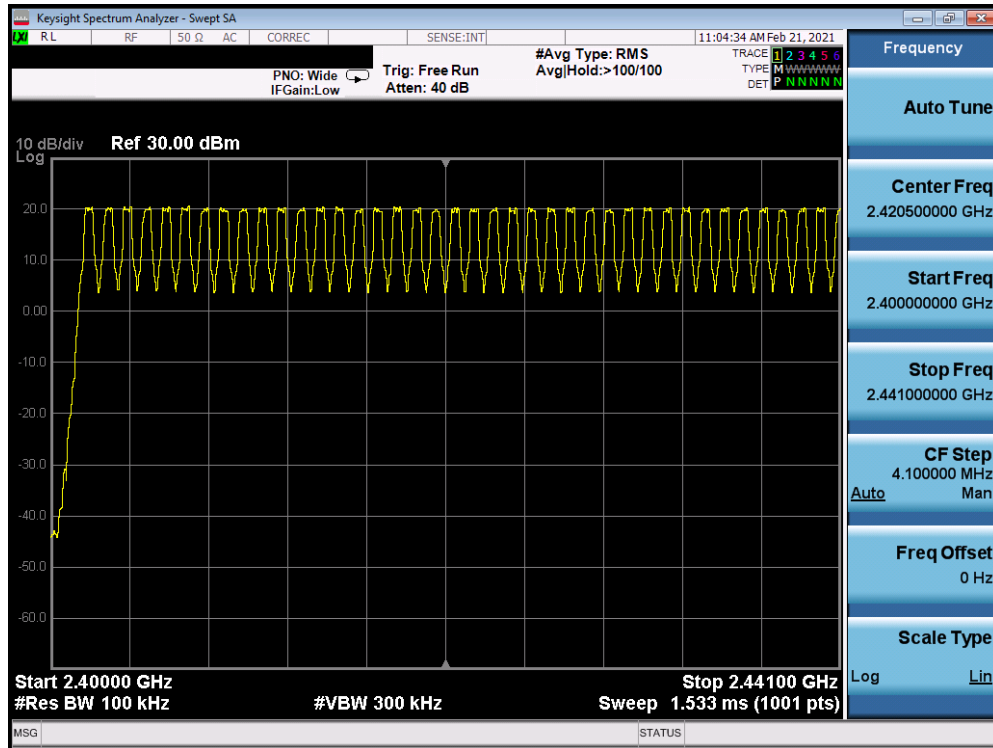 Keysight Spectrum Analyzer - Swept SA
LXI RL RF 50 Ω AC CORREC SENSE:INT 11:04:34 AM Feb 21, 2021
PNO: Wide
IFGain:Low
Trig: Free Run
Atten: 40 dB
#Avg Type: RMS
Avg|Hold:>100/100
TRACE 1 2 3 4 5 6
TYPE M WWWWW
DET P N N N N N
10 dB/div Ref 30.00 dBm
Log
20.0
10.0
0.00
-10.0
-20.0
-30.0
-40.0
-50.0
-60.0
Start 2.40000 GHz Stop 2.44100 GHz
#Res BW 100 kHz #VBW 300 kHz Sweep 1.533 ms (1001 pts)
MSG STATUS
Frequency
Auto Tune
Center Freq
2.420500000 GHz
Start Freq
2.400000000 GHz
Stop Freq
2.441000000 GHz
CF Step
4.100000 MHz
Auto Man
Freq Offset
0 Hz
Scale Type
Log Lin